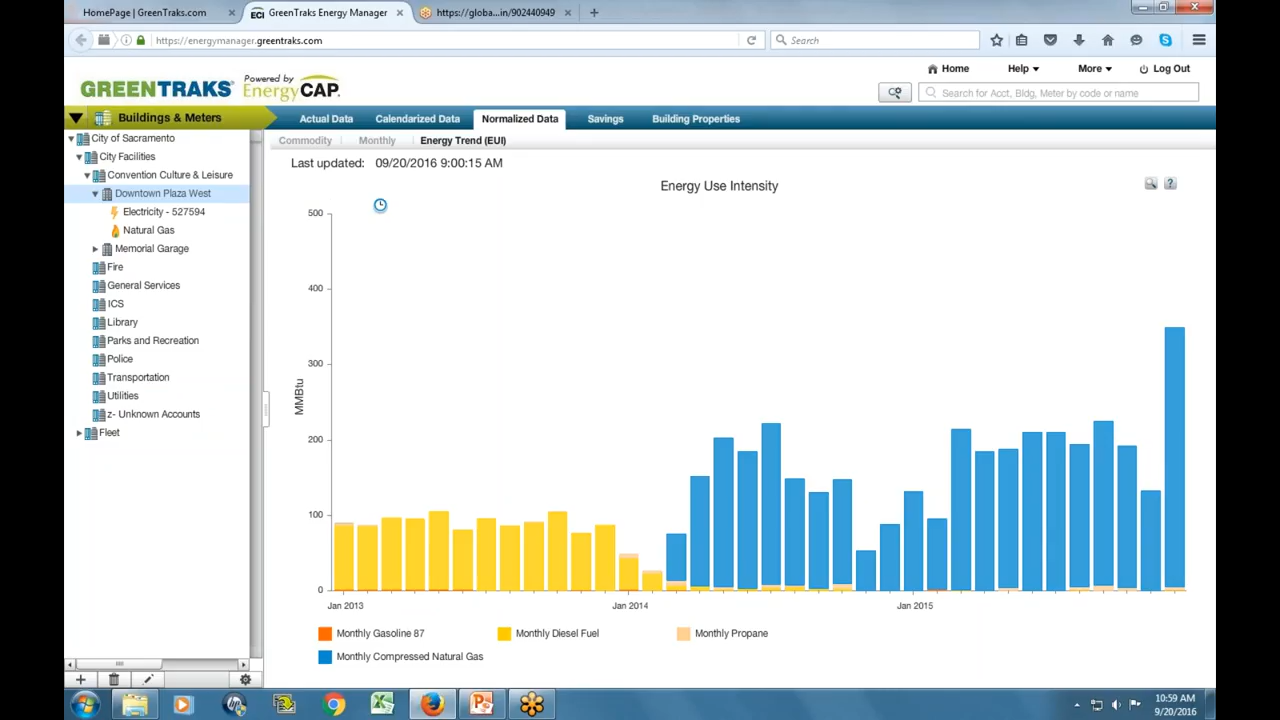 HomePage | GreenTraks.com
ECI GreenTraks Energy Manager
https://globa...in/902440949
https://energymanager.greentraks.com
Search
Home Help More Log Out
GREENTRAKS Powered by EnergyCAP
Search for Acct, Bldg, Meter by code or name
Buildings & Meters
Actual Data Calendarized Data Normalized Data Savings Building Properties
Commodity Monthly Energy Trend (EUI)
City of Sacramento
City Facilities
Convention Culture & Leisure
Downtown Plaza West
Electricity - 527594
Natural Gas
Memorial Garage
Fire
General Services
ICS
Library
Parks and Recreation
Police
Transportation
Utilities
z- Unknown Accounts
Fleet
Last updated: 09/20/2016 9:00:15 AM
Energy Use Intensity
500
400
300
200
100
0
MMBtu
Jan 2013 Jan 2014 Jan 2015
Monthly Gasoline 87 Monthly Diesel Fuel Monthly Propane
Monthly Compressed Natural Gas
10:59 AM
9/20/2016